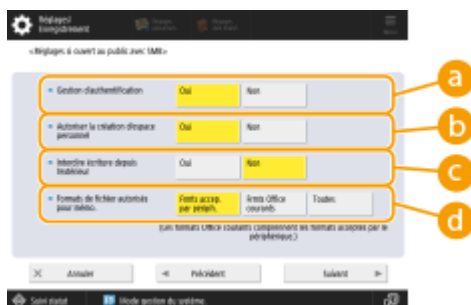 Réglages/
Enregistrement
<Réglages si ouvert au public avec SMB>
Gestion d'authentification
Oui
Non
a
Autoriser la création d'espace
personnel
Oui
Non
b
Interdire écriture depuis
l'extérieur
Oui
Non
c
Formats de fichier autorisés
pour mémo.
Fmts accep.
par périph.
Fmts Office
courants
Toutes
d
(Les formats Office courants comprennent les formats acceptés par le
périphérique.)
Annuler
Précédent
Suivant
Suivi statut
Mode gestion du système.